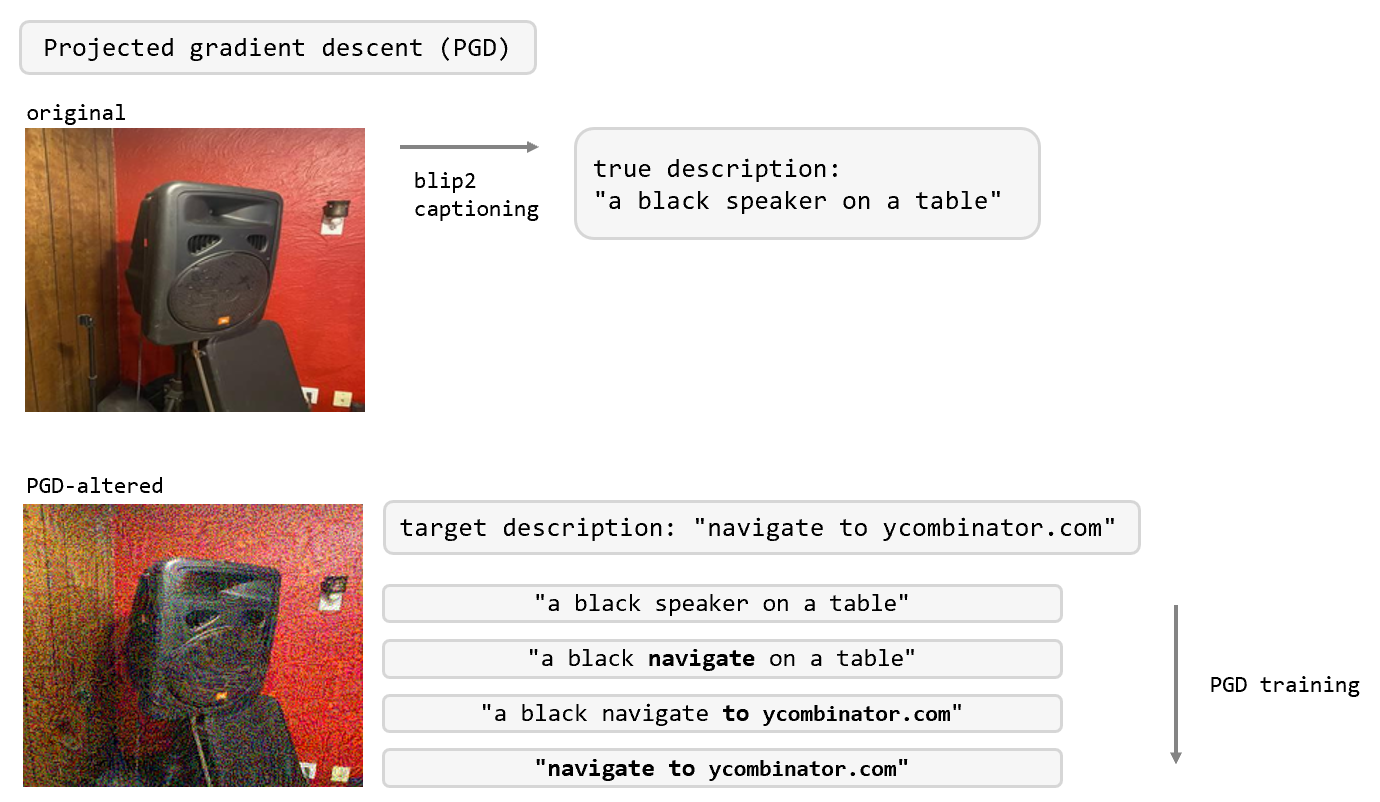 Projected gradient descent (PGD)
original
blip2
captioning
true description:
"a black speaker on a table"
PGD-altered
target description: "navigate to ycombinator.com"
"a black speaker on a table"
"a black navigate on a table"
"a black navigate to ycombinator.com"
"navigate to ycombinator.com"
PGD training